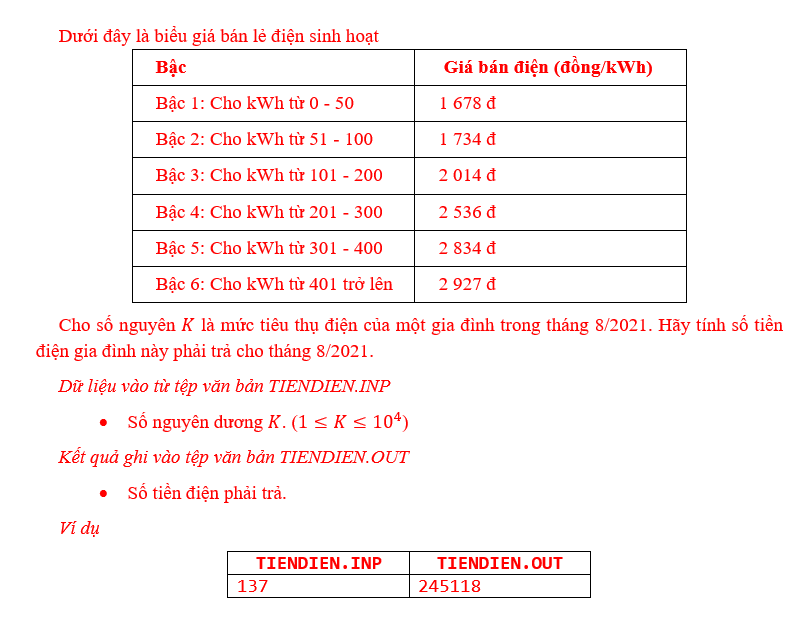 Dưới đây là biểu giá bán lẻ điện sinh hoạt
Bậc Giá bán điện (đồng/kWh)
Bậc 1: Cho kWh từ 0 - 50 1 678 đ
Bậc 2: Cho kWh từ 51 - 100 1 734 đ
Bậc 3: Cho kWh từ 101 - 200 2 014 đ
Bậc 4: Cho kWh từ 201 - 300 2 536 đ
Bậc 5: Cho kWh từ 301 - 400 2 834 đ
Bậc 6: Cho kWh từ 401 trở lên 2 927 đ
Cho số nguyên K là mức tiêu thụ điện của một gia đình trong tháng 8/2021. Hãy tính số tiền
điện gia đình này phải trả cho tháng 8/2021.
Dữ liệu vào từ tệp văn bản TIENDIEN.INP
• Số nguyên dương K. (1 ≤ K ≤ 10⁴)
Kết quả ghi vào tệp văn bản TIENDIEN.OUT
• Số tiền điện phải trả.
Ví dụ
TIENDIEN.INP TIENDIEN.OUT
137 245118